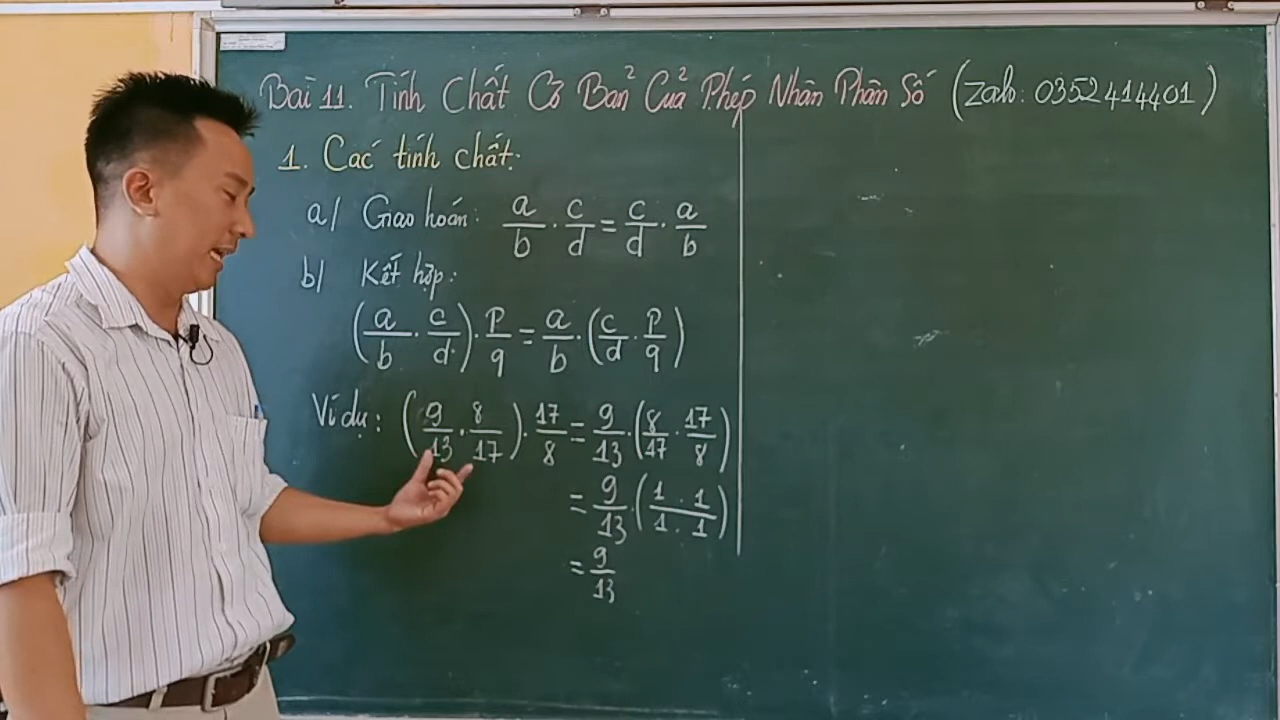 Bài 11. Tính Chất Cơ Bản Của Phép Nhân Phân Số (Zalo: 0352414401)
1. Các tính chất:
a/ Giao hoán: a/b . c/d = c/d . a/b
b/ Kết hợp:
(a/b . c/d) . p/q = a/b . (c/d . p/q)
Ví dụ: (9/13 . 8/17) . 17/8 = 9/13 . (8/17 . 17/8)
= 9/13 . (1 . 1 / 1 . 1)
= 9/13